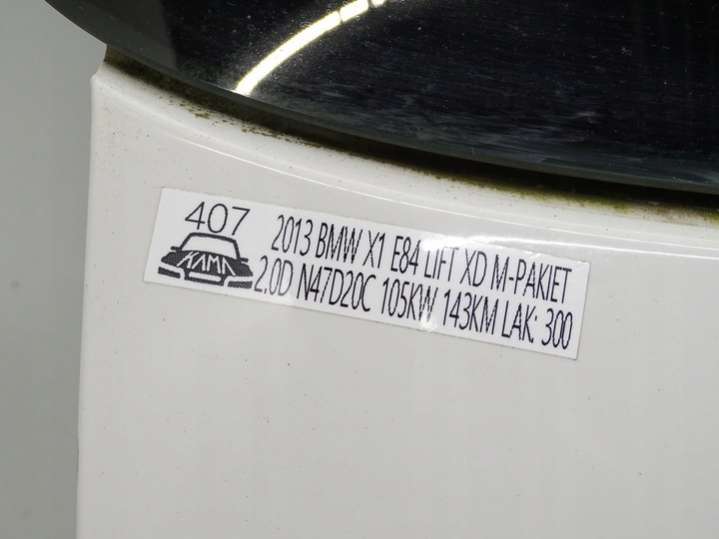 407
KAMA
2013 BMW X1 E84 LIFT XD M-PAKIET
2.0D N47D20C 105KW 143KM LAK: 300